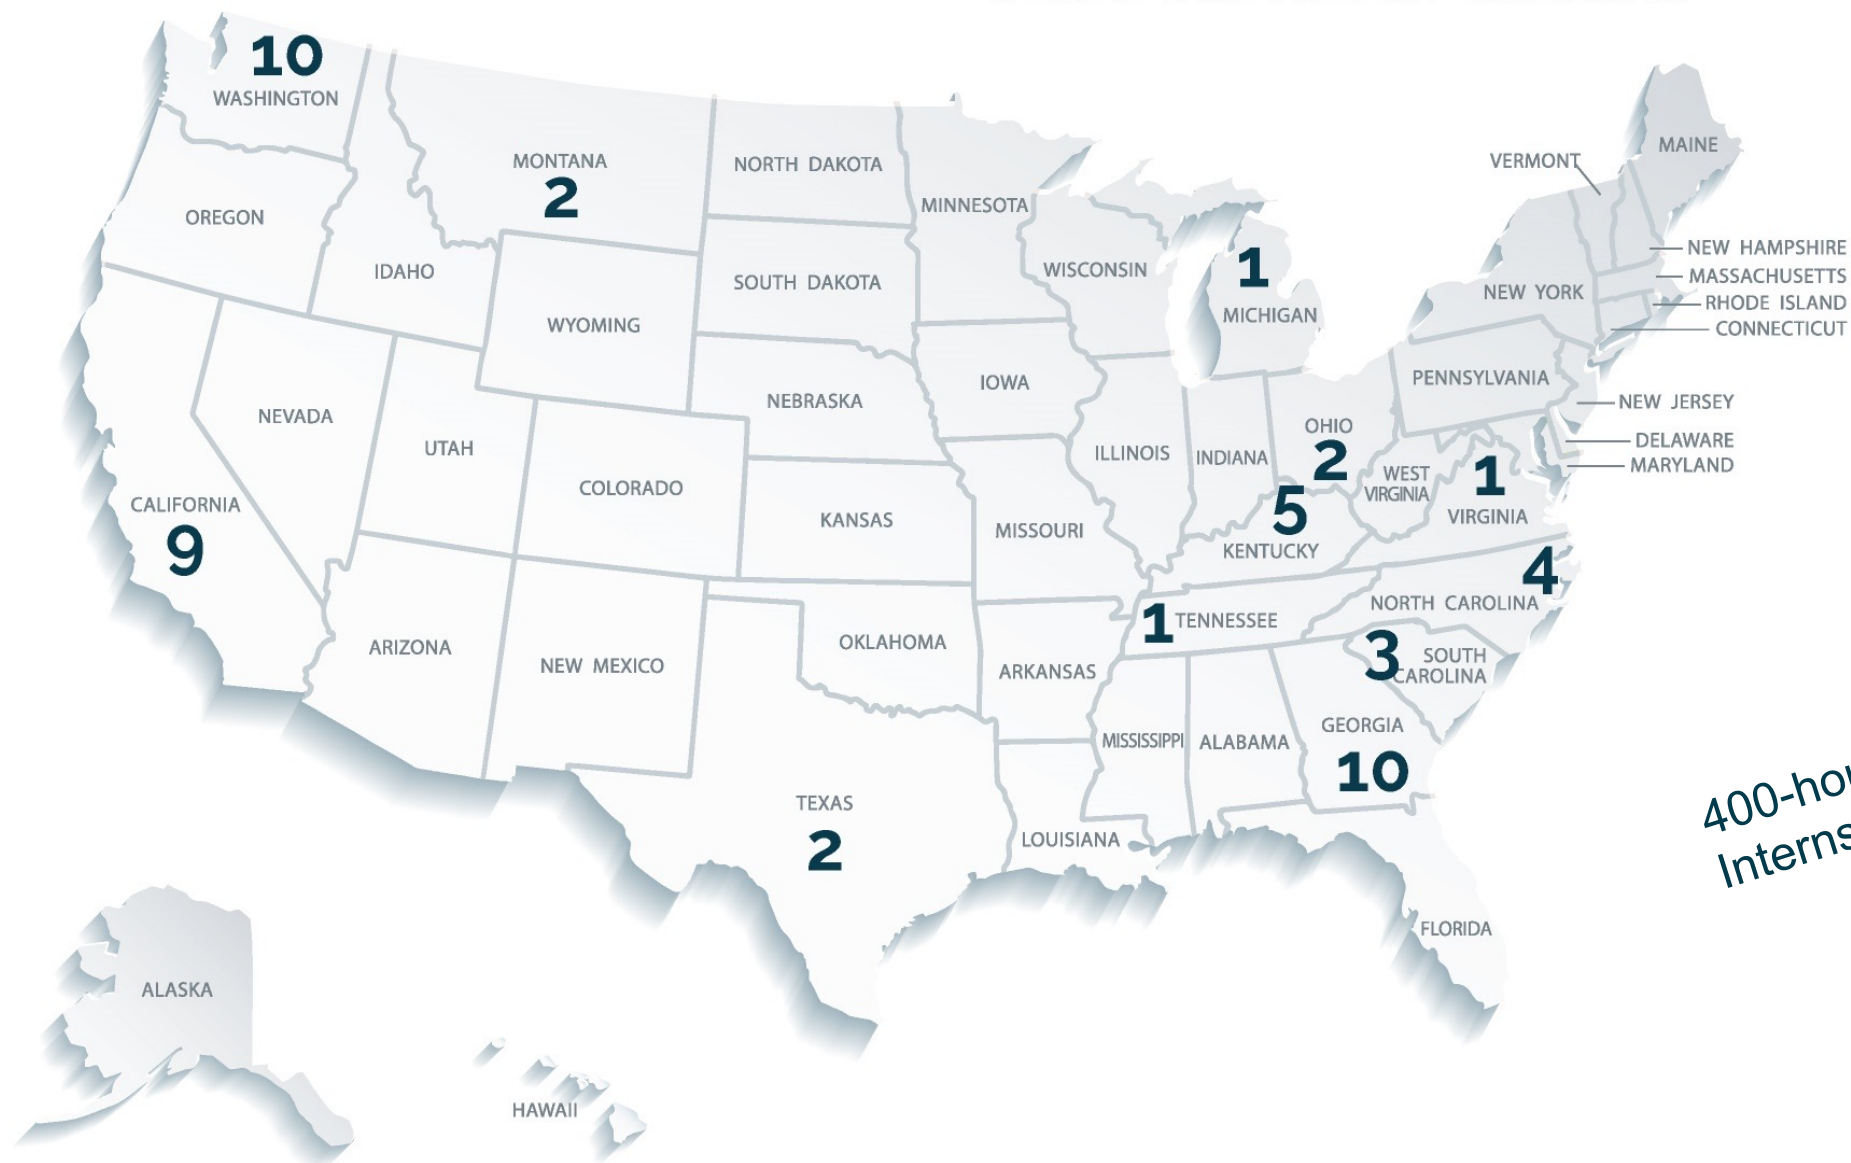 10
WASHINGTON
MONTANA
2
NORTH DAKOTA
MINNESOTA
VERMONT
MAINE
OREGON
IDAHO
SOUTH DAKOTA
WISCONSIN
1
MICHIGAN
NEW YORK
NEW HAMPSHIRE
MASSACHUSETTS
RHODE ISLAND
CONNECTICUT
WYOMING
IOWA
PENNSYLVANIA
NEW JERSEY
NEBRASKA
NEVADA
UTAH
COLORADO
ILLINOIS
INDIANA
OHIO
2
WEST
VIRGINIA
1
VIRGINIA
DELAWARE
MARYLAND
CALIFORNIA
9
KANSAS
MISSOURI
5
KENTUCKY
4
NORTH CAROLINA
1
TENNESSEE
ARIZONA
NEW MEXICO
OKLAHOMA
ARKANSAS
3
SOUTH
CAROLINA
MISSISSIPPI
ALABAMA
GEORGIA
10
TEXAS
2
LOUISIANA
FLORIDA
ALASKA
HAWAII